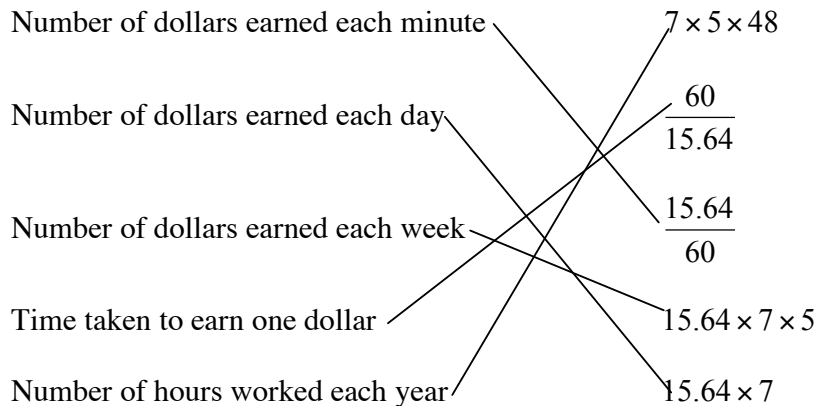 Number of dollars earned each minute 7 × 5 × 48
Number of dollars earned each day 60
15.64
Number of dollars earned each week 15.64
60
Time taken to earn one dollar 15.64 × 7 × 5
Number of hours worked each year 15.64 × 7